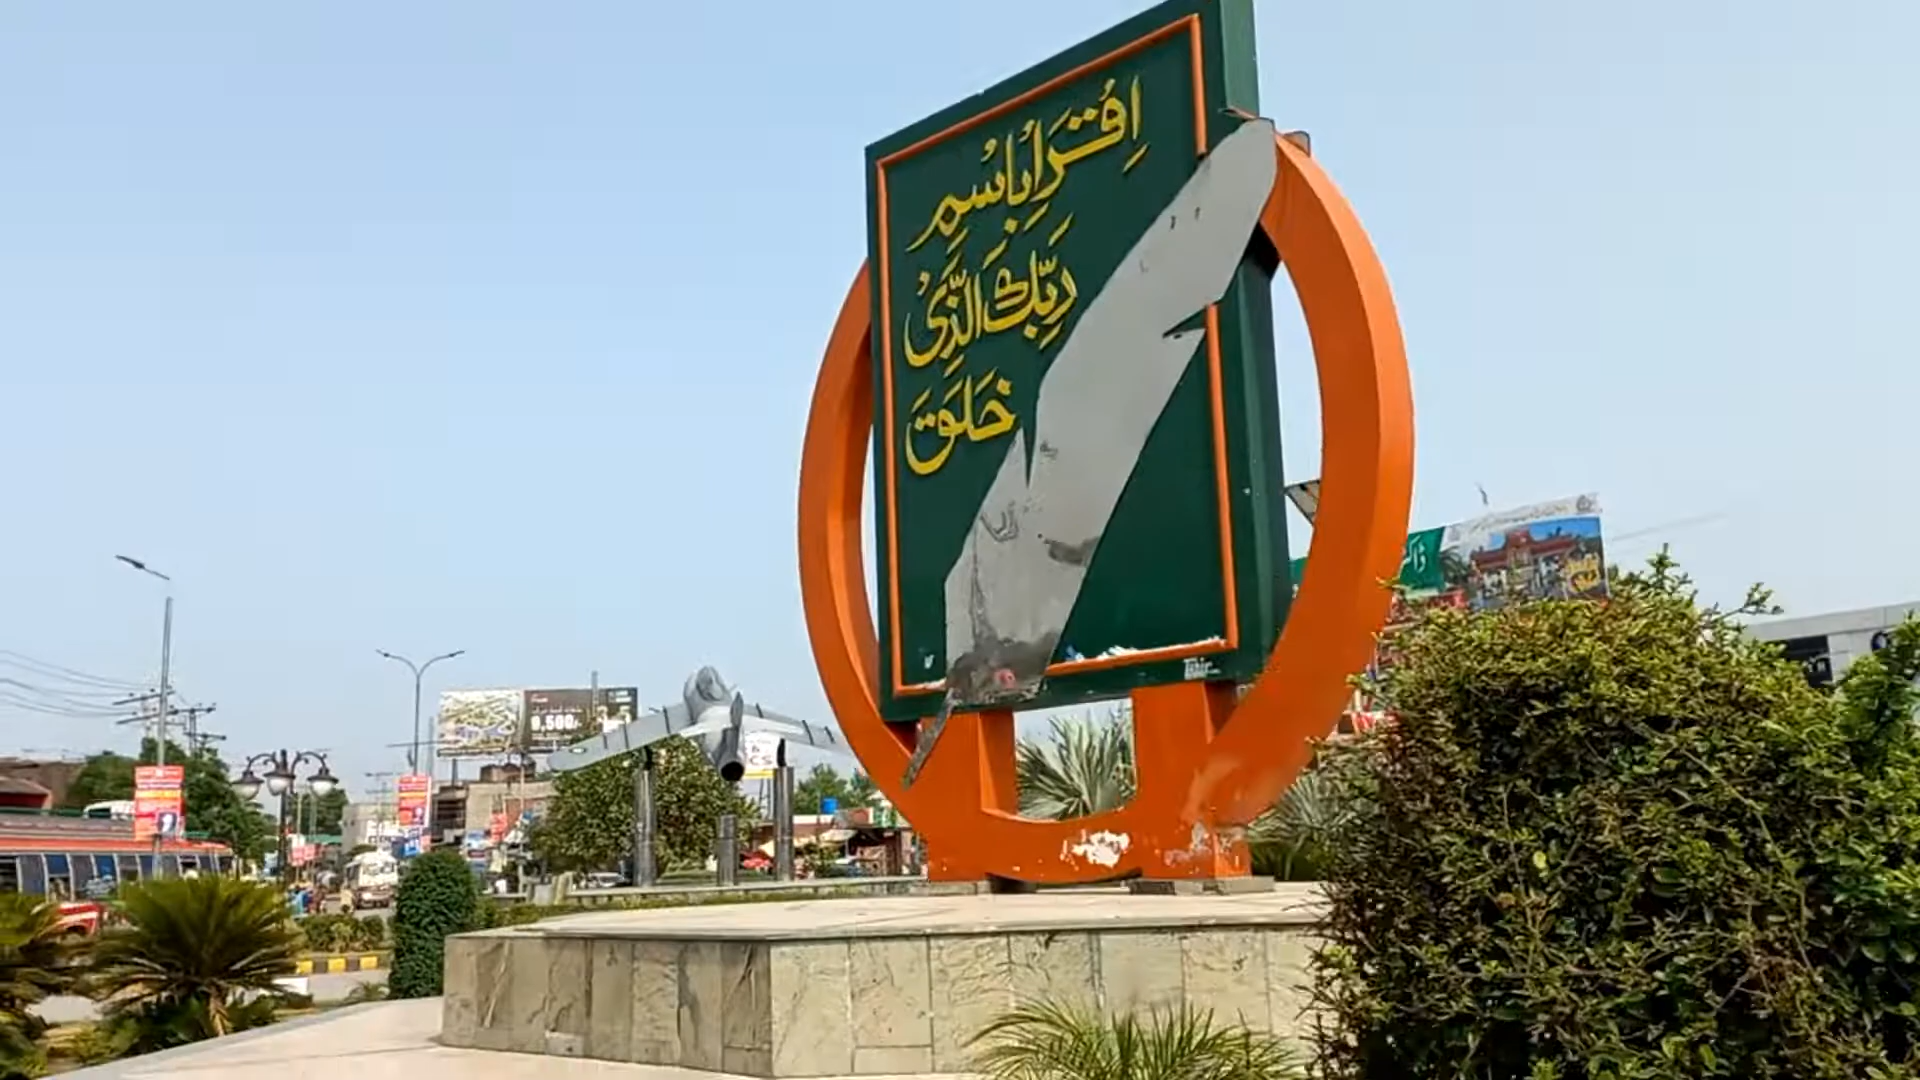 اِقْرَاْ بِاسْمِ
رَبِّكَ الَّذِیْ
خَلَقَ